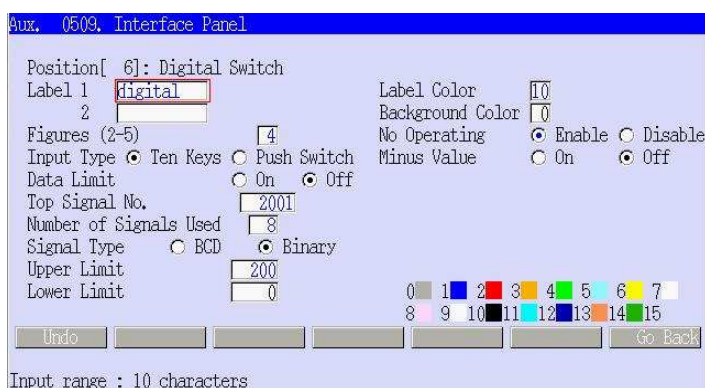 Aux. 0509. Interface Panel
Position[ 6]: Digital Switch
Label 1 digital Label Color 10
2 Background Color 0
Figures (2-5) 4 No Operating Enable Disable
Input Type Ten Keys Push Switch Minus Value On Off
Data Limit On Off
Top Signal No. 2001
Number of Signals Used 8
Signal Type BCD Binary
Upper Limit 200
Lower Limit 0
0 1 2 3 4 5 6 7
8 9 10 11 12 13 14 15
Undo Go Back
Input range : 10 characters